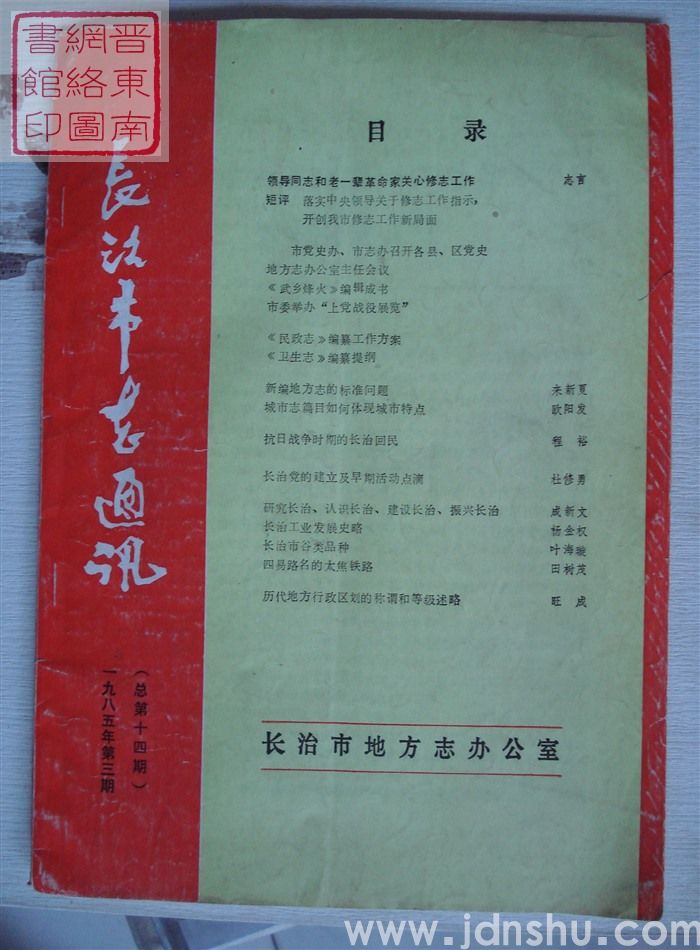 晋东南
網絡圖
書館印
長治市志通訊
(总第十四期)
一九八五年第三期
目 录
领导同志和老一辈革命家关心修志工作 志言
短评 落实中央领导关于修志工作指示，
开创我市修志工作新局面
市党史办、市志办召开各县、区党史
地方志办公室主任会议
《武乡烽火》编辑成书
市委举办“上党战役展览”
《民政志》编纂工作方案
《卫生志》编纂提纲
新编地方志的标准问题 来新夏
城市志篇目如何体现城市特点 欧阳发
抗日战争时期的长治回民 程 裕
长治党的建立及早期活动点滴 杜修勇
研究长治、认识长治、建设长治、振兴长治 成新文
长治工业发展史略 杨金权
长治市谷类品种 叶海璇
四易路名的太焦铁路 田树茂
历代地方行政区划的称谓和等级述略 旺 成
长治市地方志办公室
www.jdnshu.com